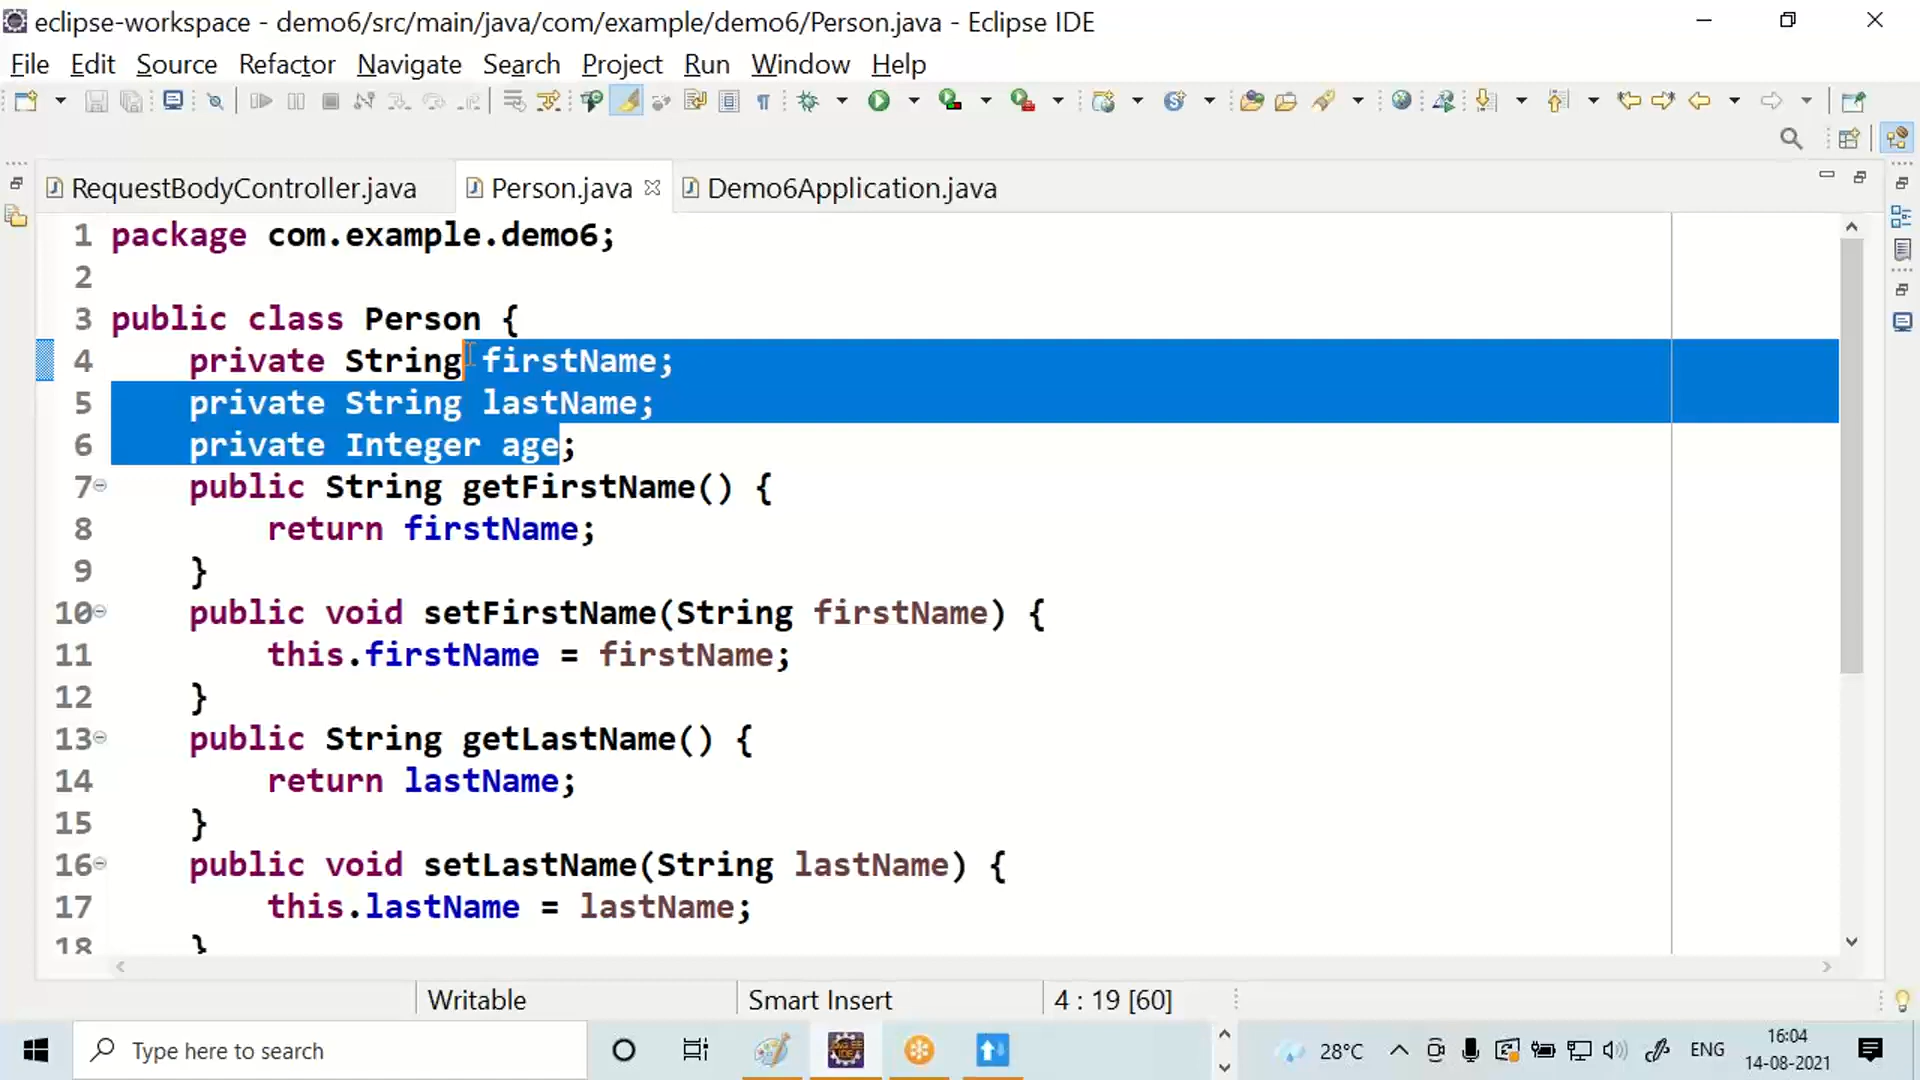 eclipse-workspace - demo6/src/main/java/com/example/demo6/Person.java - Eclipse IDE
File Edit Source Refactor Navigate Search Project Run Window Help
RequestBodyController.java Person.java Demo6Application.java
1 package com.example.demo6;
2
3 public class Person {
4 private String firstName;
5 private String lastName;
6 private Integer age;
7 public String getFirstName() {
8 return firstName;
9 }
10 public void setFirstName(String firstName) {
11 this.firstName = firstName;
12 }
13 public String getLastName() {
14 return lastName;
15 }
16 public void setLastName(String lastName) {
17 this.lastName = lastName;
18 }
Writable Smart Insert 4 : 19 [60]
Type here to search 28°C ENG 16:04
14-08-2021